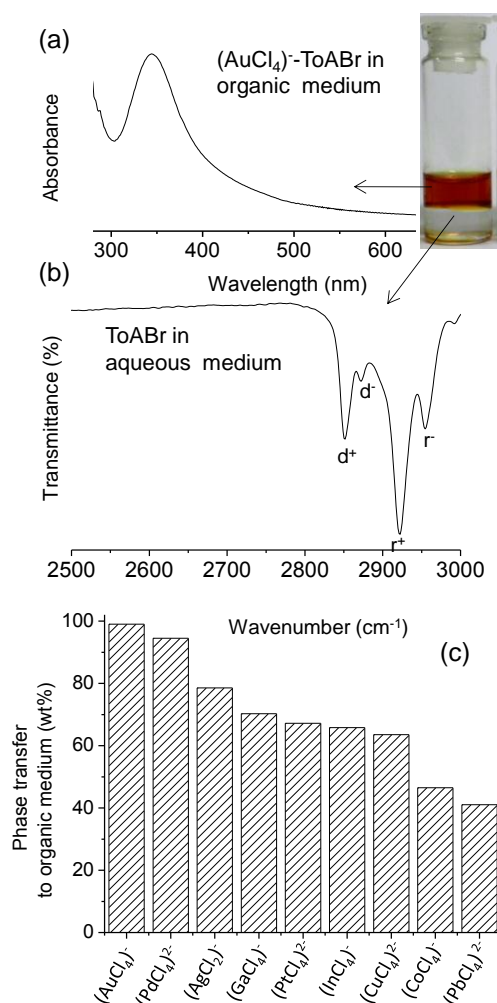 (a)
(AuCl₄)⁻-ToABr in
organic medium
Absorbance
300 400 500 600
Wavelength (nm)
(b)
ToABr in
aqueous medium
Transmittance (%)
d⁺
d⁻
r⁺
r⁻
2500 2600 2700 2800 2900 3000
Wavenumber (cm⁻¹)
(c)
Phase transfer
to organic medium (wt%)
100
80
60
40
20
0
(AuCl₄)⁻
(PdCl₄)²⁻
(AgCl₂)⁻
(GaCl₄)⁻
(PtCl₄)²⁻
(InCl₄)⁻
(CuCl₄)²⁻
(CoCl₄)⁻
(PbCl₄)²⁻